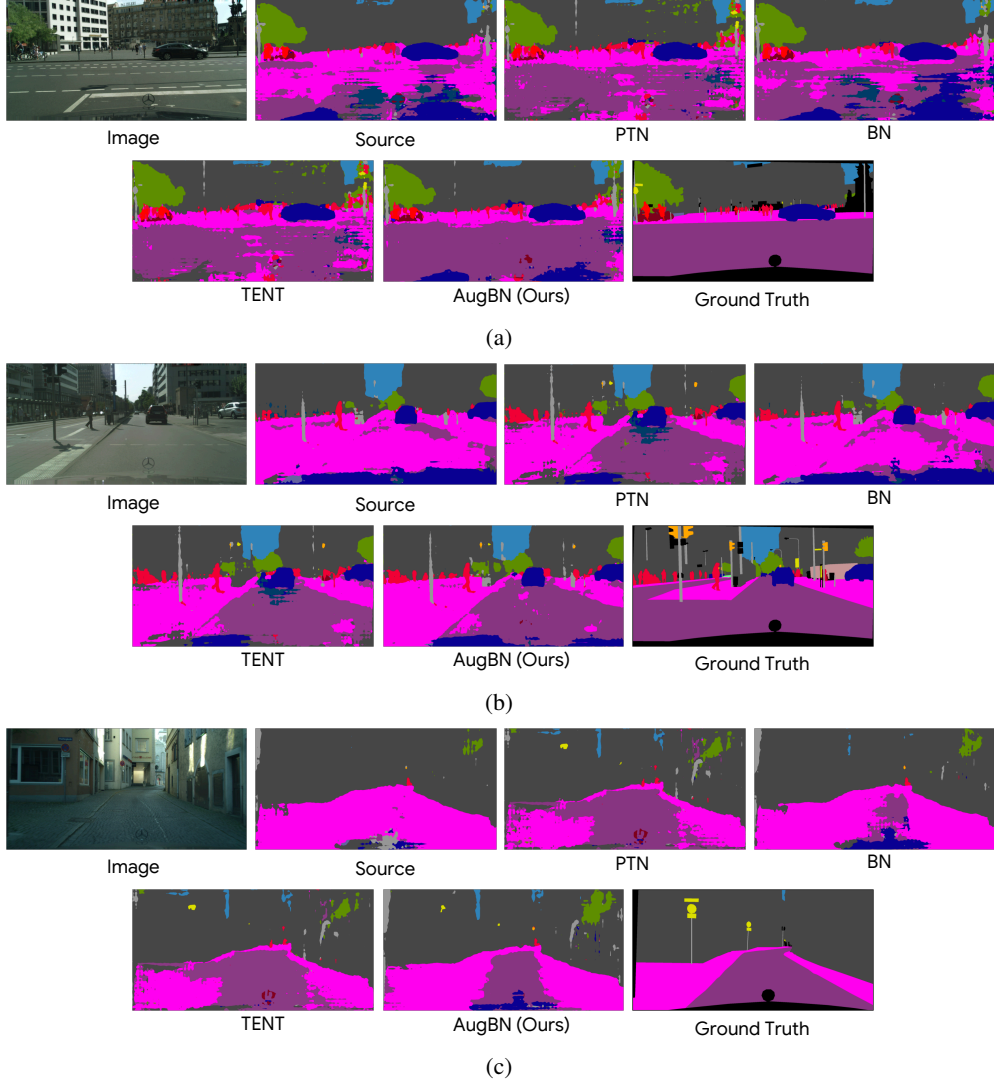 Image
Source
PTN
BN
TENT
AugBN (Ours)
Ground Truth
(a)
Image
Source
PTN
BN
TENT
AugBN (Ours)
Ground Truth
(b)
Image
Source
PTN
BN
TENT
AugBN (Ours)
Ground Truth
(c)